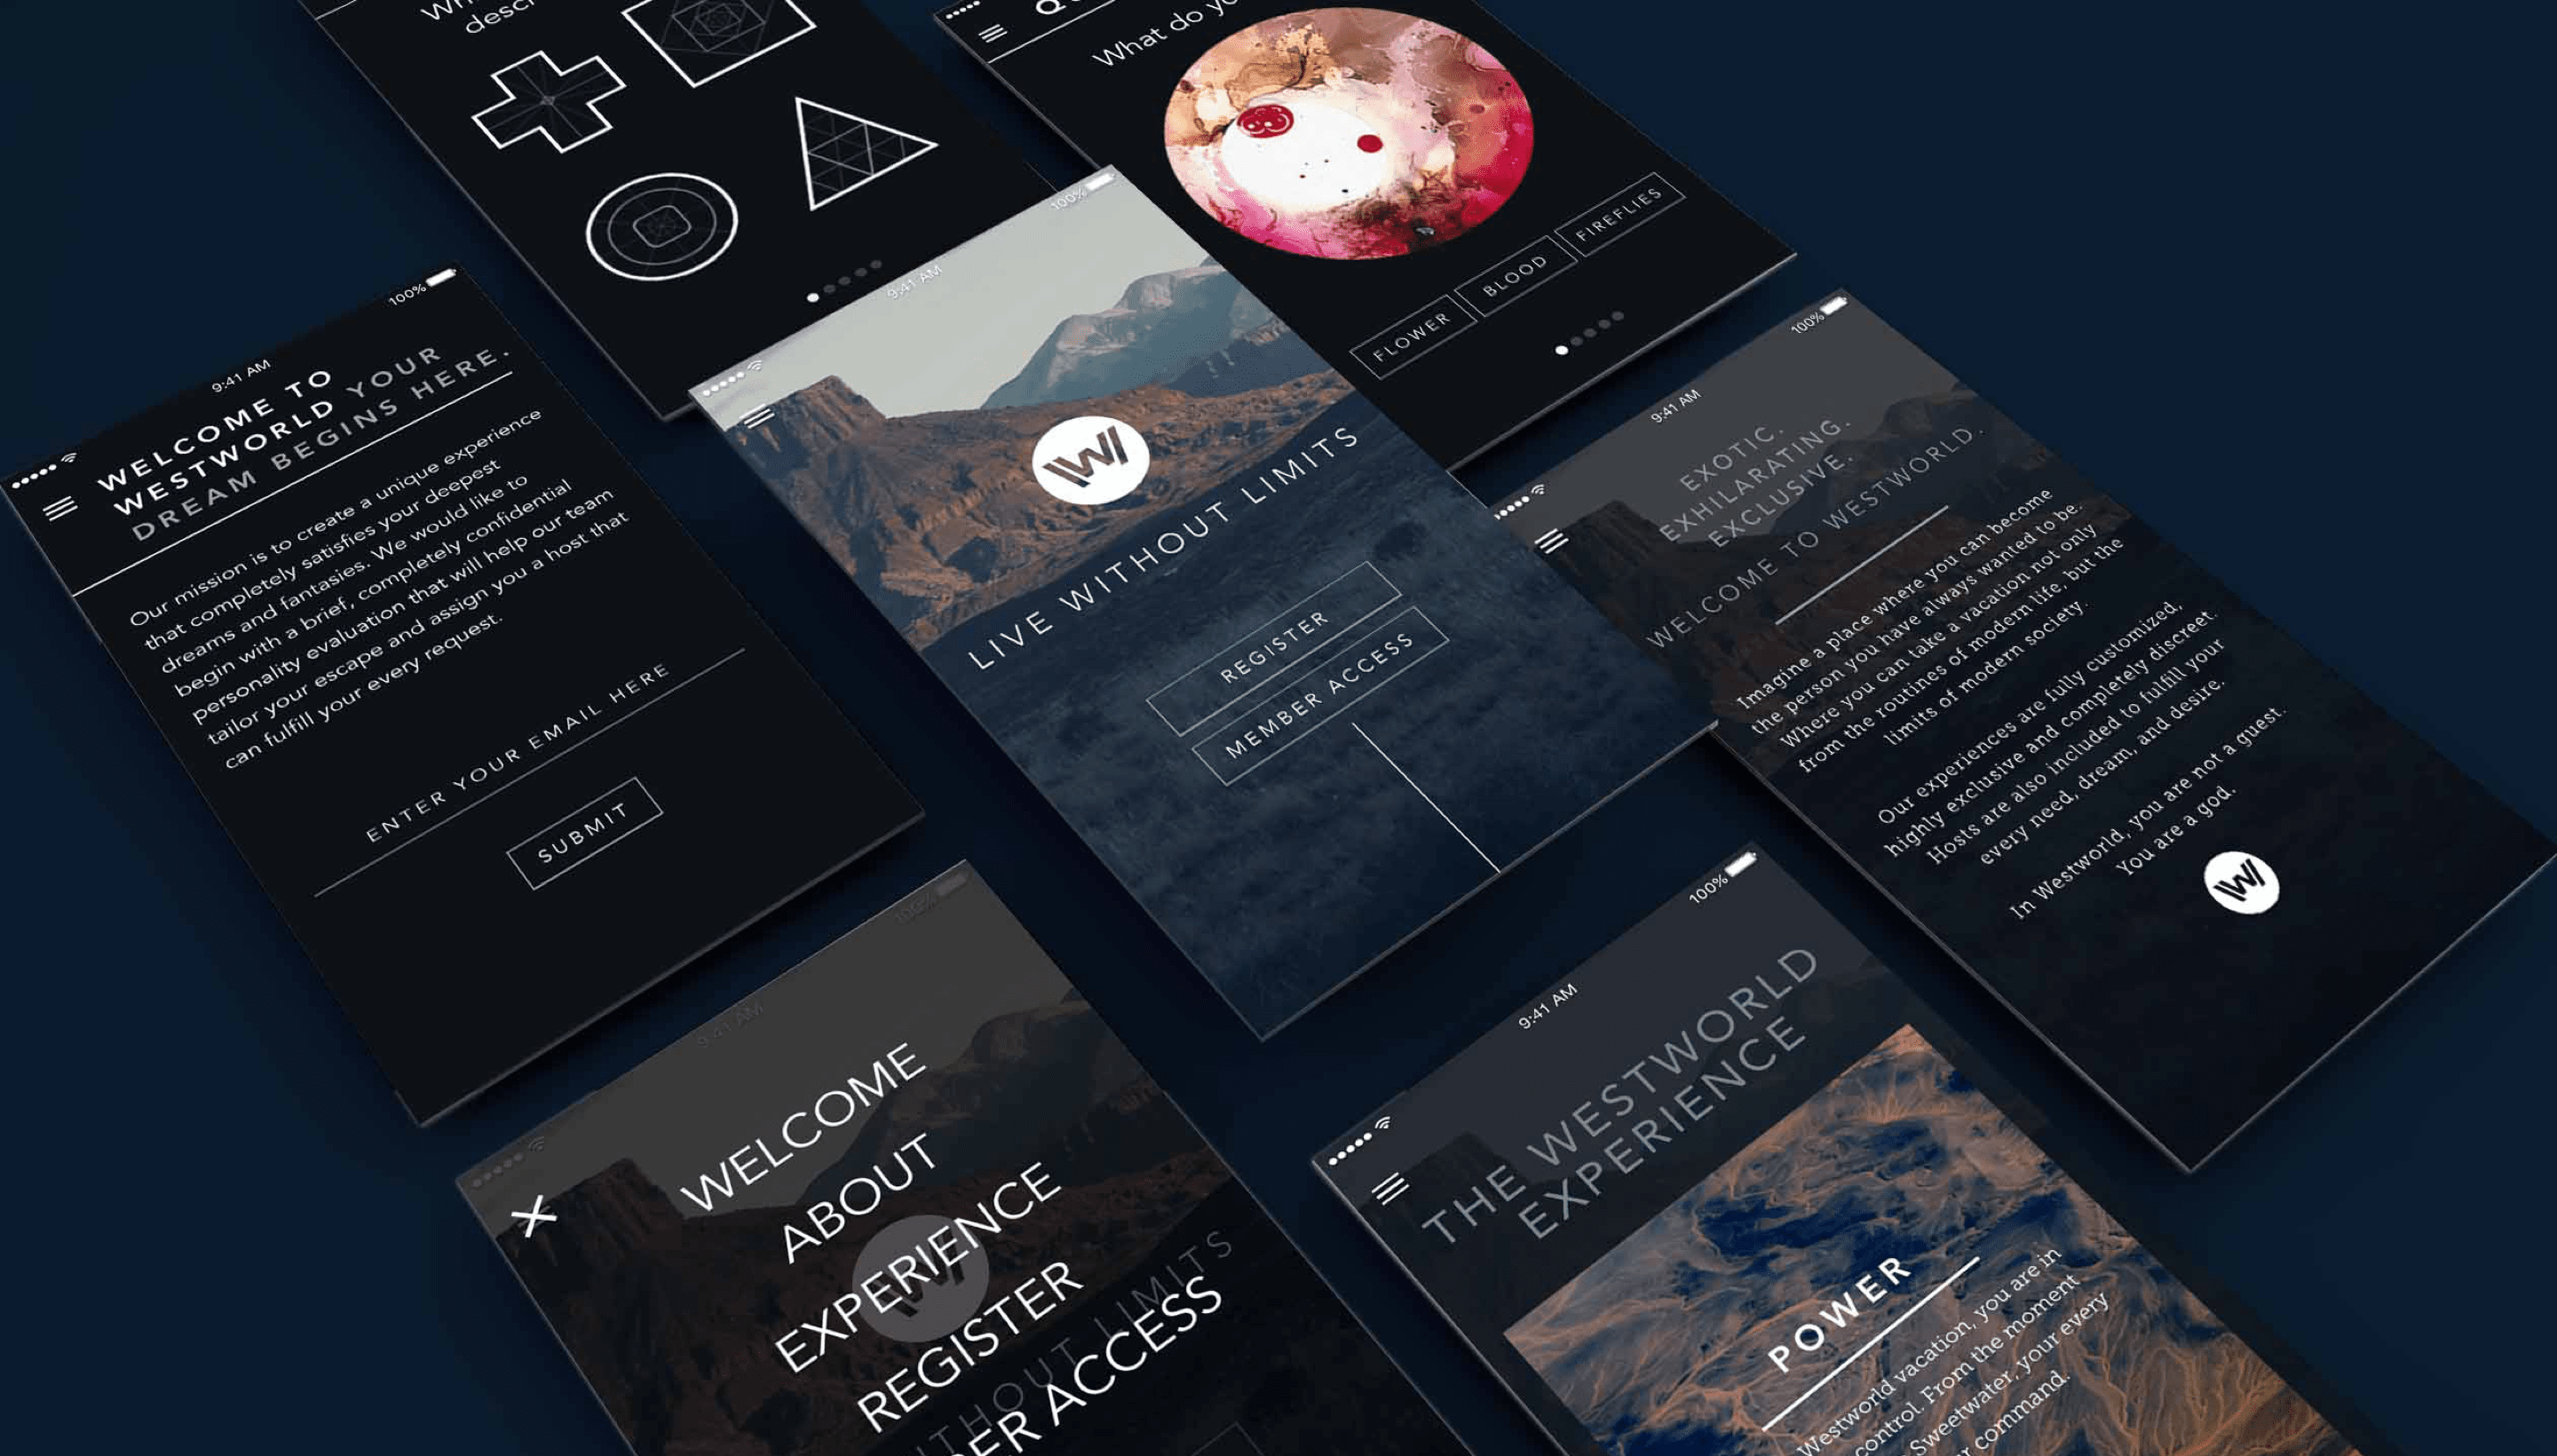 descr
What do yo
FLOWER
BLOOD
FIREFLIES
100%
9:41 AM
WELCOME TO
WESTWORLD YOUR
DREAM BEGINS HERE.
Our mission is to create a unique experience
that completely satisfies your deepest
dreams and fantasies. We would like to
begin with a brief, completely confidential
personality evaluation that will help our team
tailor your escape and assign you a host that
can fulfill your every request.
ENTER YOUR EMAIL HERE
SUBMIT
100%
9:41 AM
W
LIVE WITHOUT LIMITS
REGISTER
MEMBER ACCESS
100%
9:41 AM
EXOTIC.
EXHILARATING.
EXCLUSIVE.
WELCOME TO WESTWORLD.
Imagine a place where you can become
the person you have always wanted to be.
Where you can take a vacation not only
from the routines of modern life, but the
limits of modern society.
Our experiences are fully customized,
highly exclusive and completely discreet.
Hosts are also included to fulfill your
every need, dream, and desire.
In Westworld, you are not a guest.
You are a god.
W
100%
9:41 AM
WELCOME
ABOUT
EXPERIENCE
REGISTER
ER ACCESS
W
THOUT LIMITS
100%
9:41 AM
THE WESTWORLD
EXPERIENCE
POWER
Westworld vacation, you are in
control. From the moment
Sweetwater, your every
command.